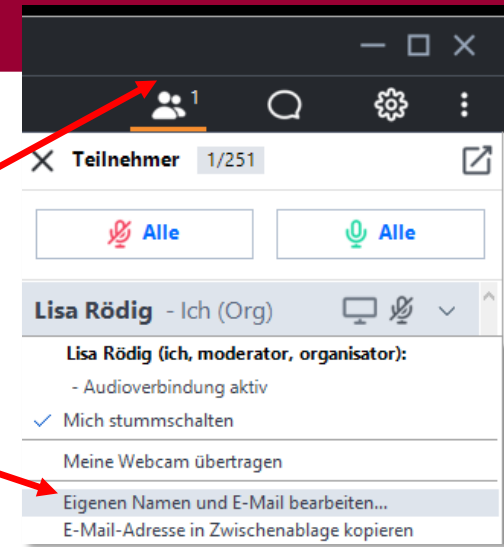 1
Teilnehmer 1/251
Alle Alle
Lisa Rödig - Ich (Org)
Lisa Rödig (ich, moderator, organisator):
- Audioverbindung aktiv
Mich stummschalten
Meine Webcam übertragen
Eigenen Namen und E-Mail bearbeiten...
E-Mail-Adresse in Zwischenablage kopieren